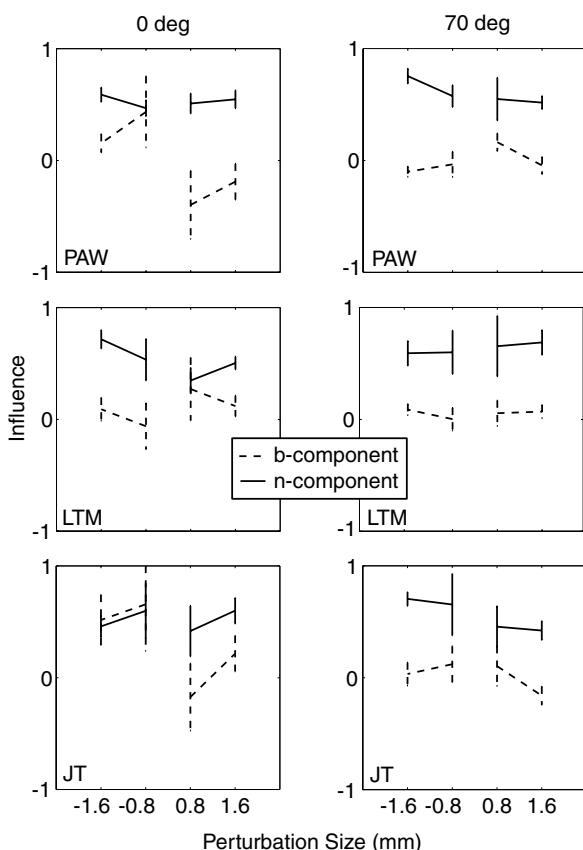 0 deg
70 deg
1
0
-1
PAW
1
0
-1
PAW
Influence
1
0
-1
LTM
1
0
-1
LTM
b-component
n-component
1
0
-1
JT
1
0
-1
JT
-1.6 -0.8 0.8 1.6
-1.6 -0.8 0.8 1.6
Perturbation Size (mm)